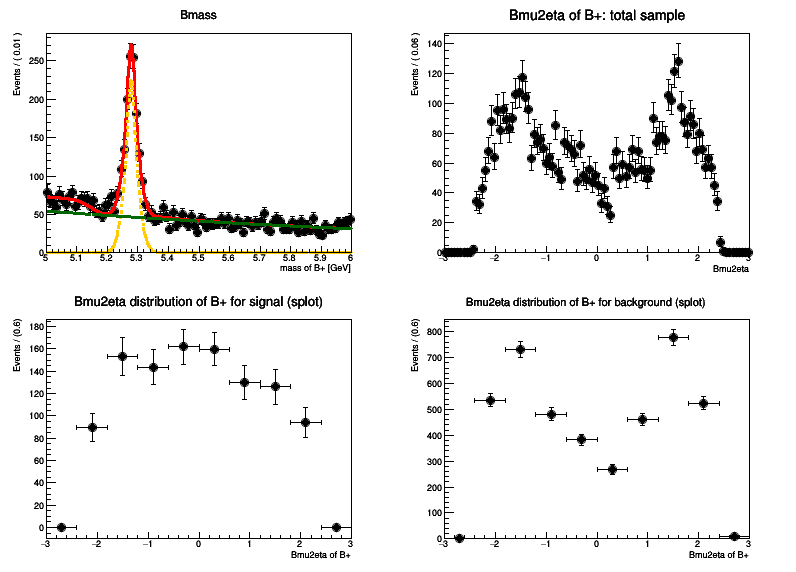 Bmass
Events / ( 0.01 )
250
200
150
100
50
0
5 5.1 5.2 5.3 5.4 5.5 5.6 5.7 5.8 5.9 6
mass of B+ [GeV]
Bmu2eta of B+: total sample
Events / ( 0.06 )
140
120
100
80
60
40
20
0
−3 −2 −1 0 1 2 3
Bmu2eta
Bmu2eta distribution of B+ for signal (splot)
Events / (0.6)
180
160
140
120
100
80
60
40
20
0
−3 −2 −1 0 1 2 3
Bmu2eta of B+
Bmu2eta distribution of B+ for background (splot)
Events / (0.6)
800
700
600
500
400
300
200
100
0
−3 −2 −1 0 1 2 3
Bmu2eta of B+